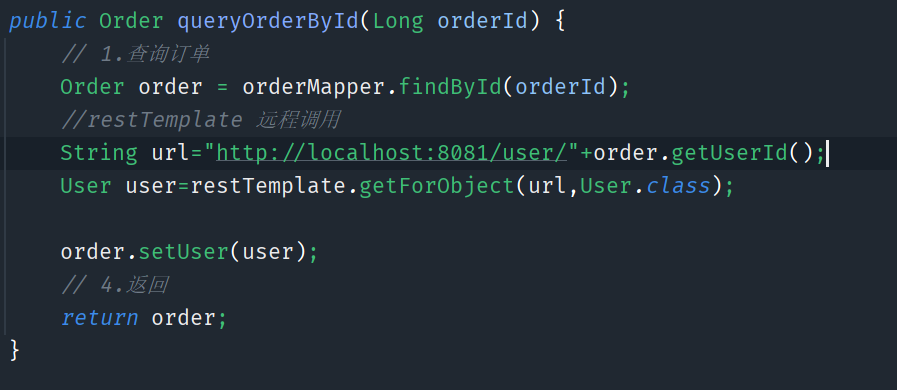 public Order queryOrderById(Long orderId) {
// 1.查询订单
Order order = orderMapper.findById(orderId);
//restTemplate 远程调用
String url="http://localhost:8081/user/"+order.getUserId();
User user=restTemplate.getForObject(url,User.class);
order.setUser(user);
// 4.返回
return order;
}